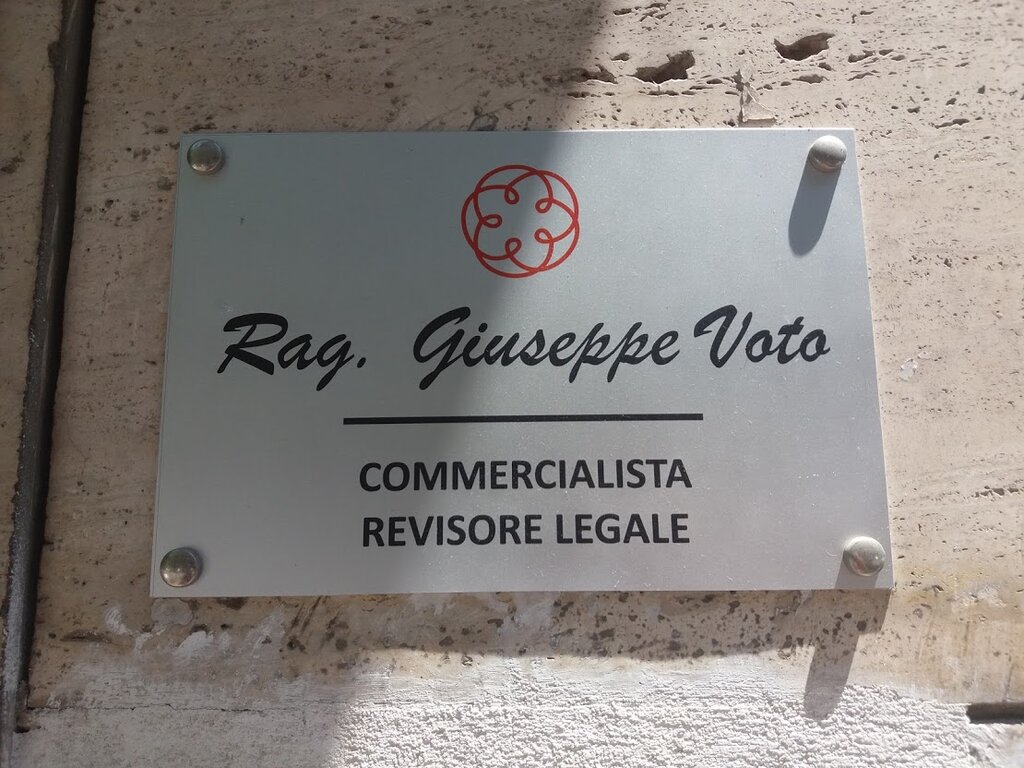 Rag. Giuseppe Voto
COMMERCIALISTA
REVISORE LEGALE